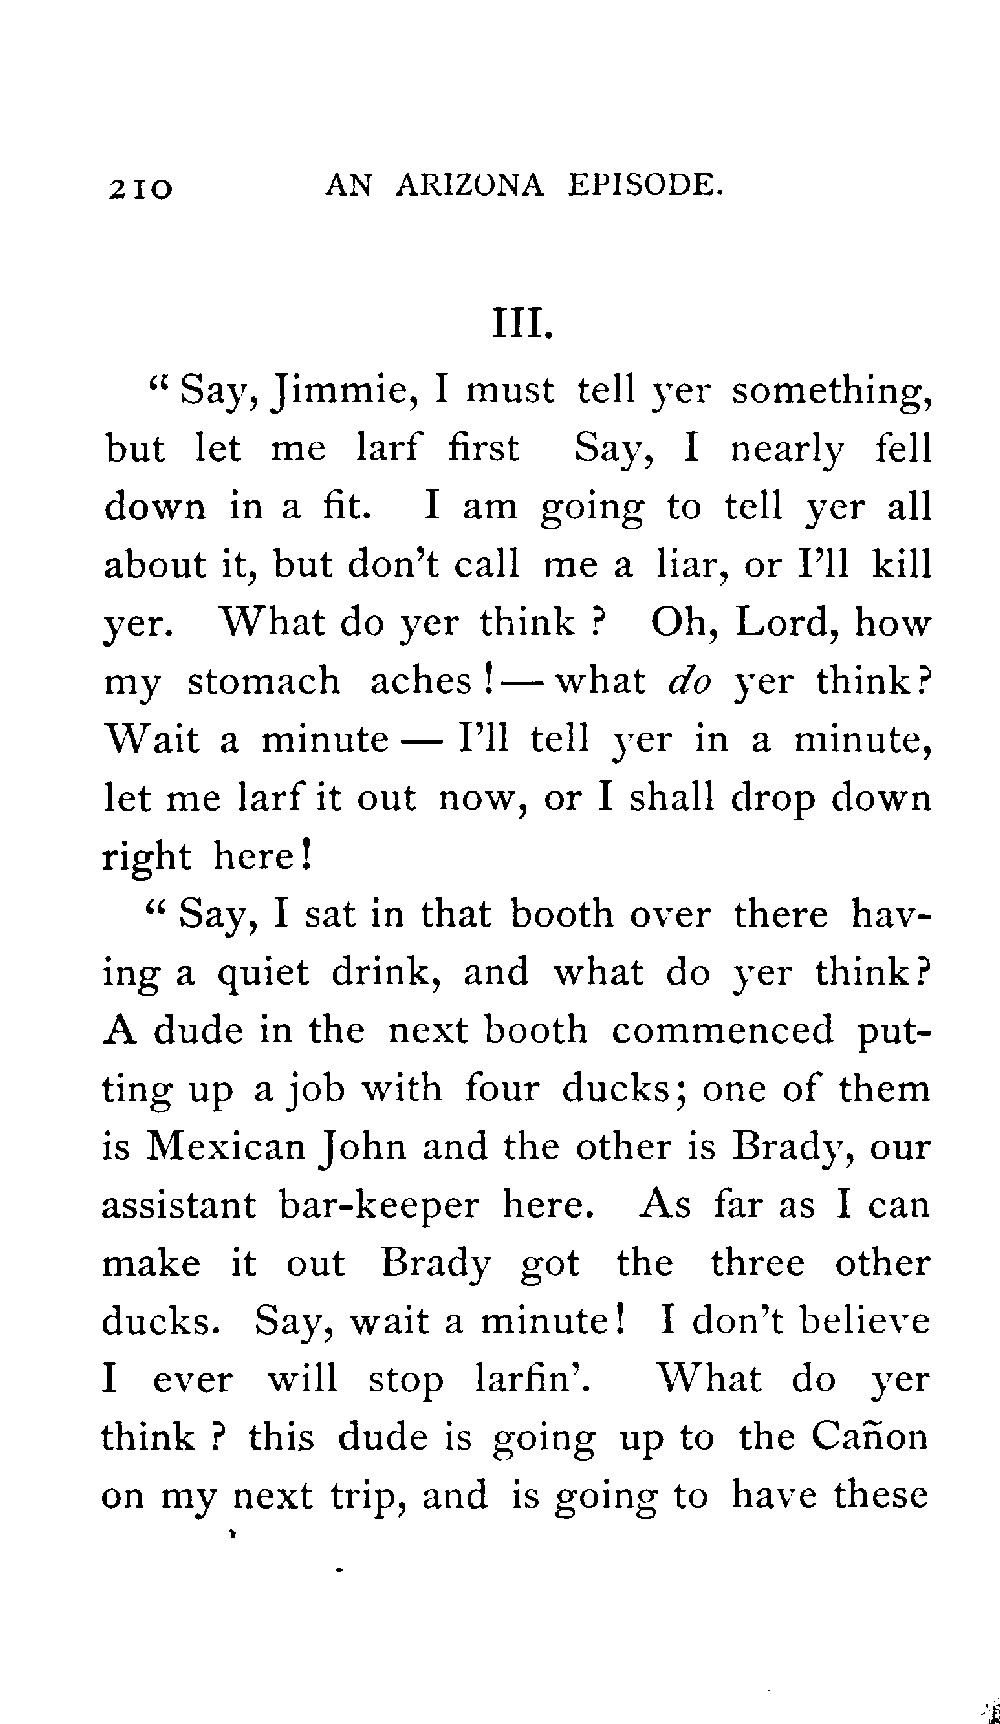 210 AN ARIZONA EPISODE.
III.
“ Say, Jimmie, I must tell yer something,
but let me larf first Say, I nearly fell
down in a fit. I am going to tell yer all
about it, but don’t call me a liar, or I’ll kill
yer. What do yer think ? Oh, Lord, how
my stomach aches !— what do yer think?
Wait a minute — I’ll tell yer in a minute,
let me larf it out now, or I shall drop down
right here!
“ Say, I sat in that booth over there hav-
ing a quiet drink, and what do yer think?
A dude in the next booth commenced put-
ting up a job with four ducks; one of them
is Mexican John and the other is Brady, our
assistant bar-keeper here. As far as I can
make it out Brady got the three other
ducks. Say, wait a minute! I don’t believe
I ever will stop larfin’. What do yer
think ? this dude is going up to the Cañon
on my next trip, and is going to have these